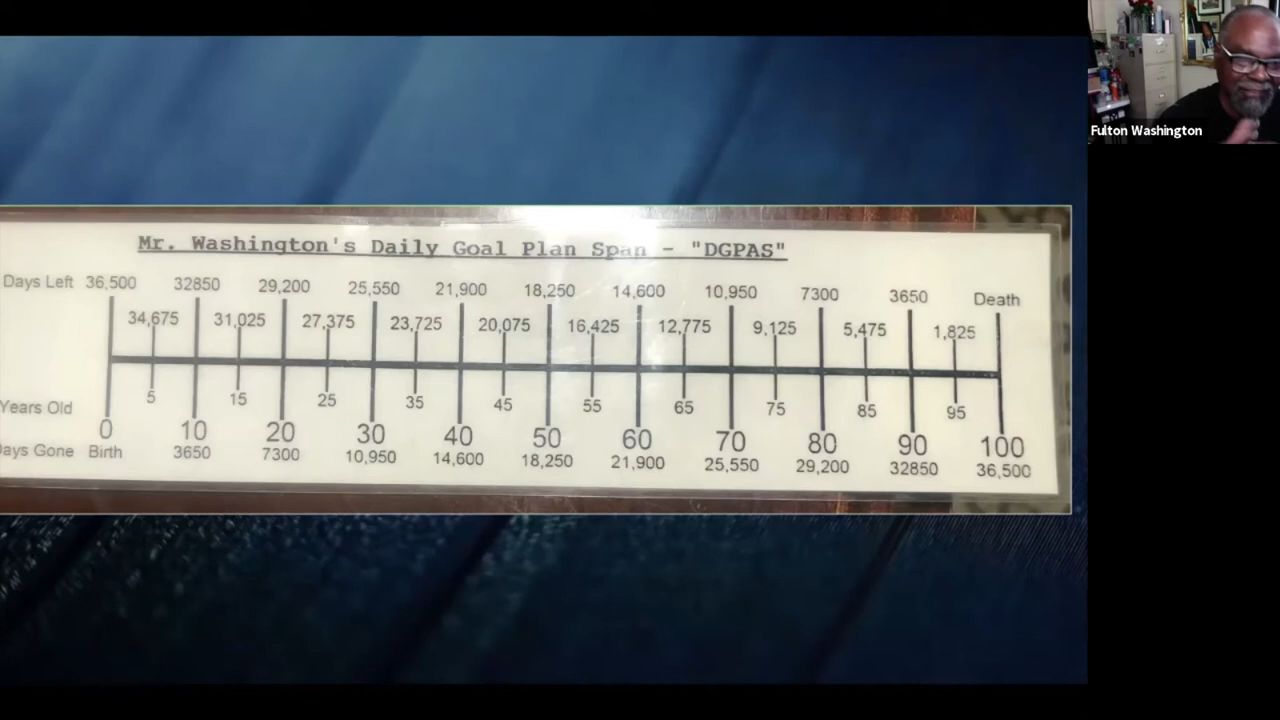 Fulton Washington
Mr. Washington's Daily Goal Plan Span - "DGPAS"
Days Left 36,500 32850 29,200 25,550 21,900 18,250 14,600 10,950 7300 3650 Death
34,675 31,025 27,375 23,725 20,075 16,425 12,775 9,125 5,475 1,825
5 15 25 35 45 55 65 75 85 95
Years Old 0 10 20 30 40 50 60 70 80 90 100
ays Gone Birth 3650 7300 10,950 14,600 18,250 21,900 25,550 29,200 32850 36,500